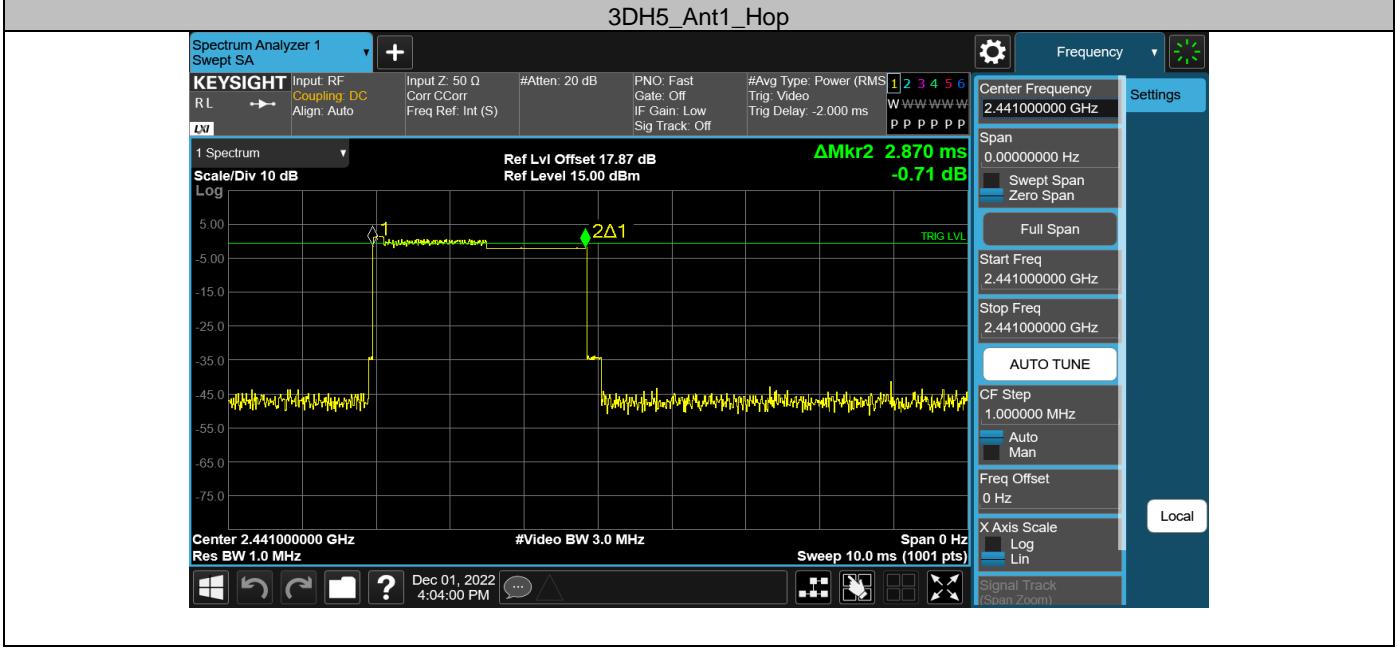 3DH5_Ant1_Hop
Spectrum Analyzer 1
Swept SA
+
Frequency
KEYSIGHT
R L
LXI
Input: RF
Coupling: DC
Align: Auto
Input Z: 50 Ω
Corr CCorr
Freq Ref: Int (S)
#Atten: 20 dB
PNO: Fast
Gate: Off
IF Gain: Low
Sig Track: Off
#Avg Type: Power (RMS
Trig: Video
Trig Delay: -2.000 ms
1 2 3 4 5 6
W W W W W W
P P P P P P
1 Spectrum
Scale/Div 10 dB
Log
Ref Lvl Offset 17.87 dB
Ref Level 15.00 dBm
ΔMkr2 2.870 ms
-0.71 dB
5.00
-5.00
-15.0
-25.0
-35.0
-45.0
-55.0
-65.0
-75.0
1
2Δ1
TRIG LVL
Center 2.441000000 GHz
Res BW 1.0 MHz
#Video BW 3.0 MHz
Span 0 Hz
Sweep 10.0 ms (1001 pts)
Center Frequency
2.441000000 GHz
Span
0.00000000 Hz
Swept Span
Zero Span
Full Span
Start Freq
2.441000000 GHz
Stop Freq
2.441000000 GHz
AUTO TUNE
CF Step
1.000000 MHz
Auto
Man
Freq Offset
0 Hz
X Axis Scale
Log
Lin
Signal Track
(Span Zoom)
Settings
Local
?
Dec 01, 2022
4:04:00 PM